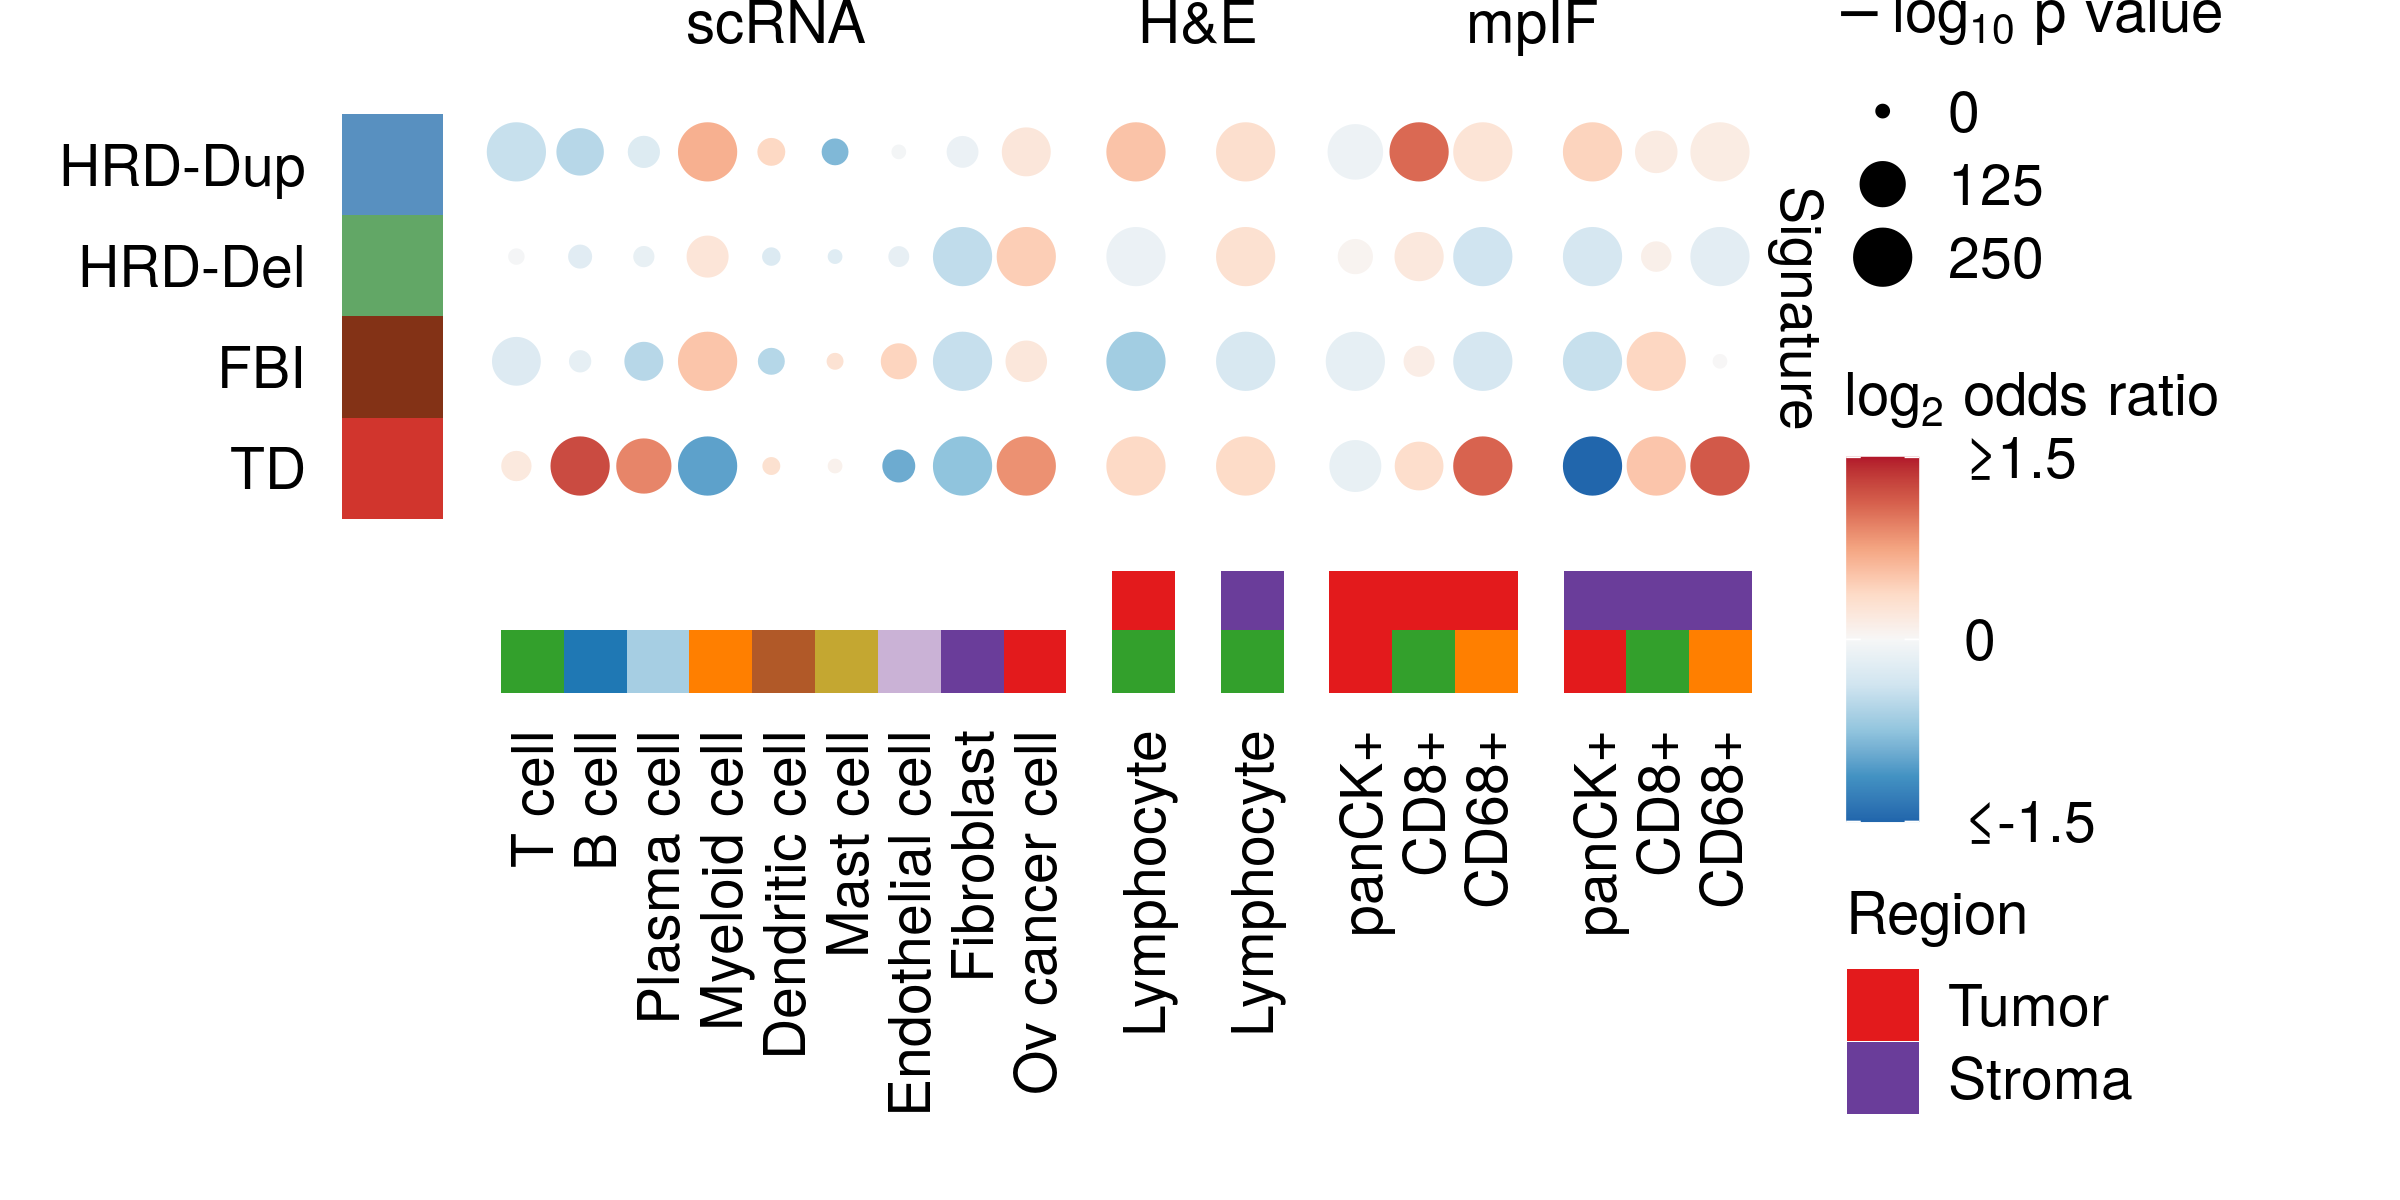 scRNA
H&E
mpIF
− log10 p value
0
125
250
HRD-Dup
HRD-Del
FBI
TD
Signature
log2 odds ratio
≥1.5
0
≤-1.5
T cell
B cell
Plasma cell
Myeloid cell
Dendritic cell
Mast cell
Endothelial cell
Fibroblast
Ov cancer cell
Lymphocyte
Lymphocyte
panCK+
CD8+
CD68+
panCK+
CD8+
CD68+
Region
Tumor
Stroma